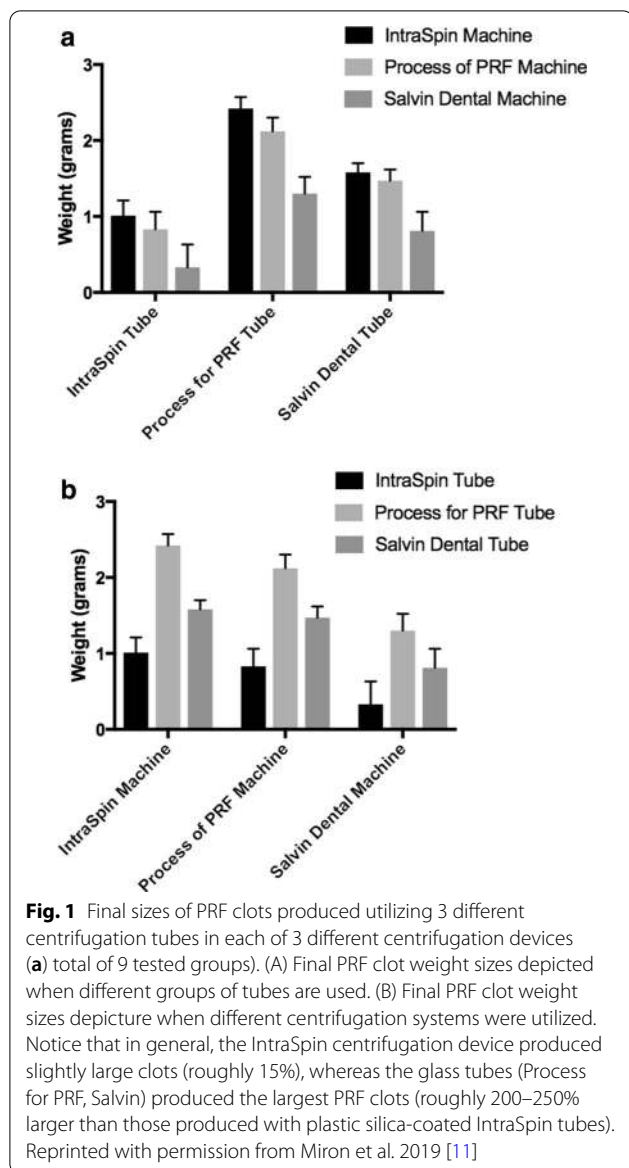 a
IntraSpin Machine
Process of PRF Machine
Salvin Dental Machine
Weight (grams)
3
2
1
0
IntraSpin Tube
Process for PRF Tube
Salvin Dental Tube
b
IntraSpin Tube
Process for PRF Tube
Salvin Dental Tube
Weight (grams)
3
2
1
0
IntraSpin Machine
Process of PRF Machine
Salvin Dental Machine
Fig. 1 Final sizes of PRF clots produced utilizing 3 different
centrifugation tubes in each of 3 different centrifugation devices
(a) total of 9 tested groups). (A) Final PRF clot weight sizes depicted
when different groups of tubes are used. (B) Final PRF clot weight
sizes depicture when different centrifugation systems were utilized.
Notice that in general, the IntraSpin centrifugation device produced
slightly large clots (roughly 15%), whereas the glass tubes (Process
for PRF, Salvin) produced the largest PRF clots (roughly 200–250%
larger than those produced with plastic silica-coated IntraSpin tubes).
Reprinted with permission from Miron et al. 2019 [11]